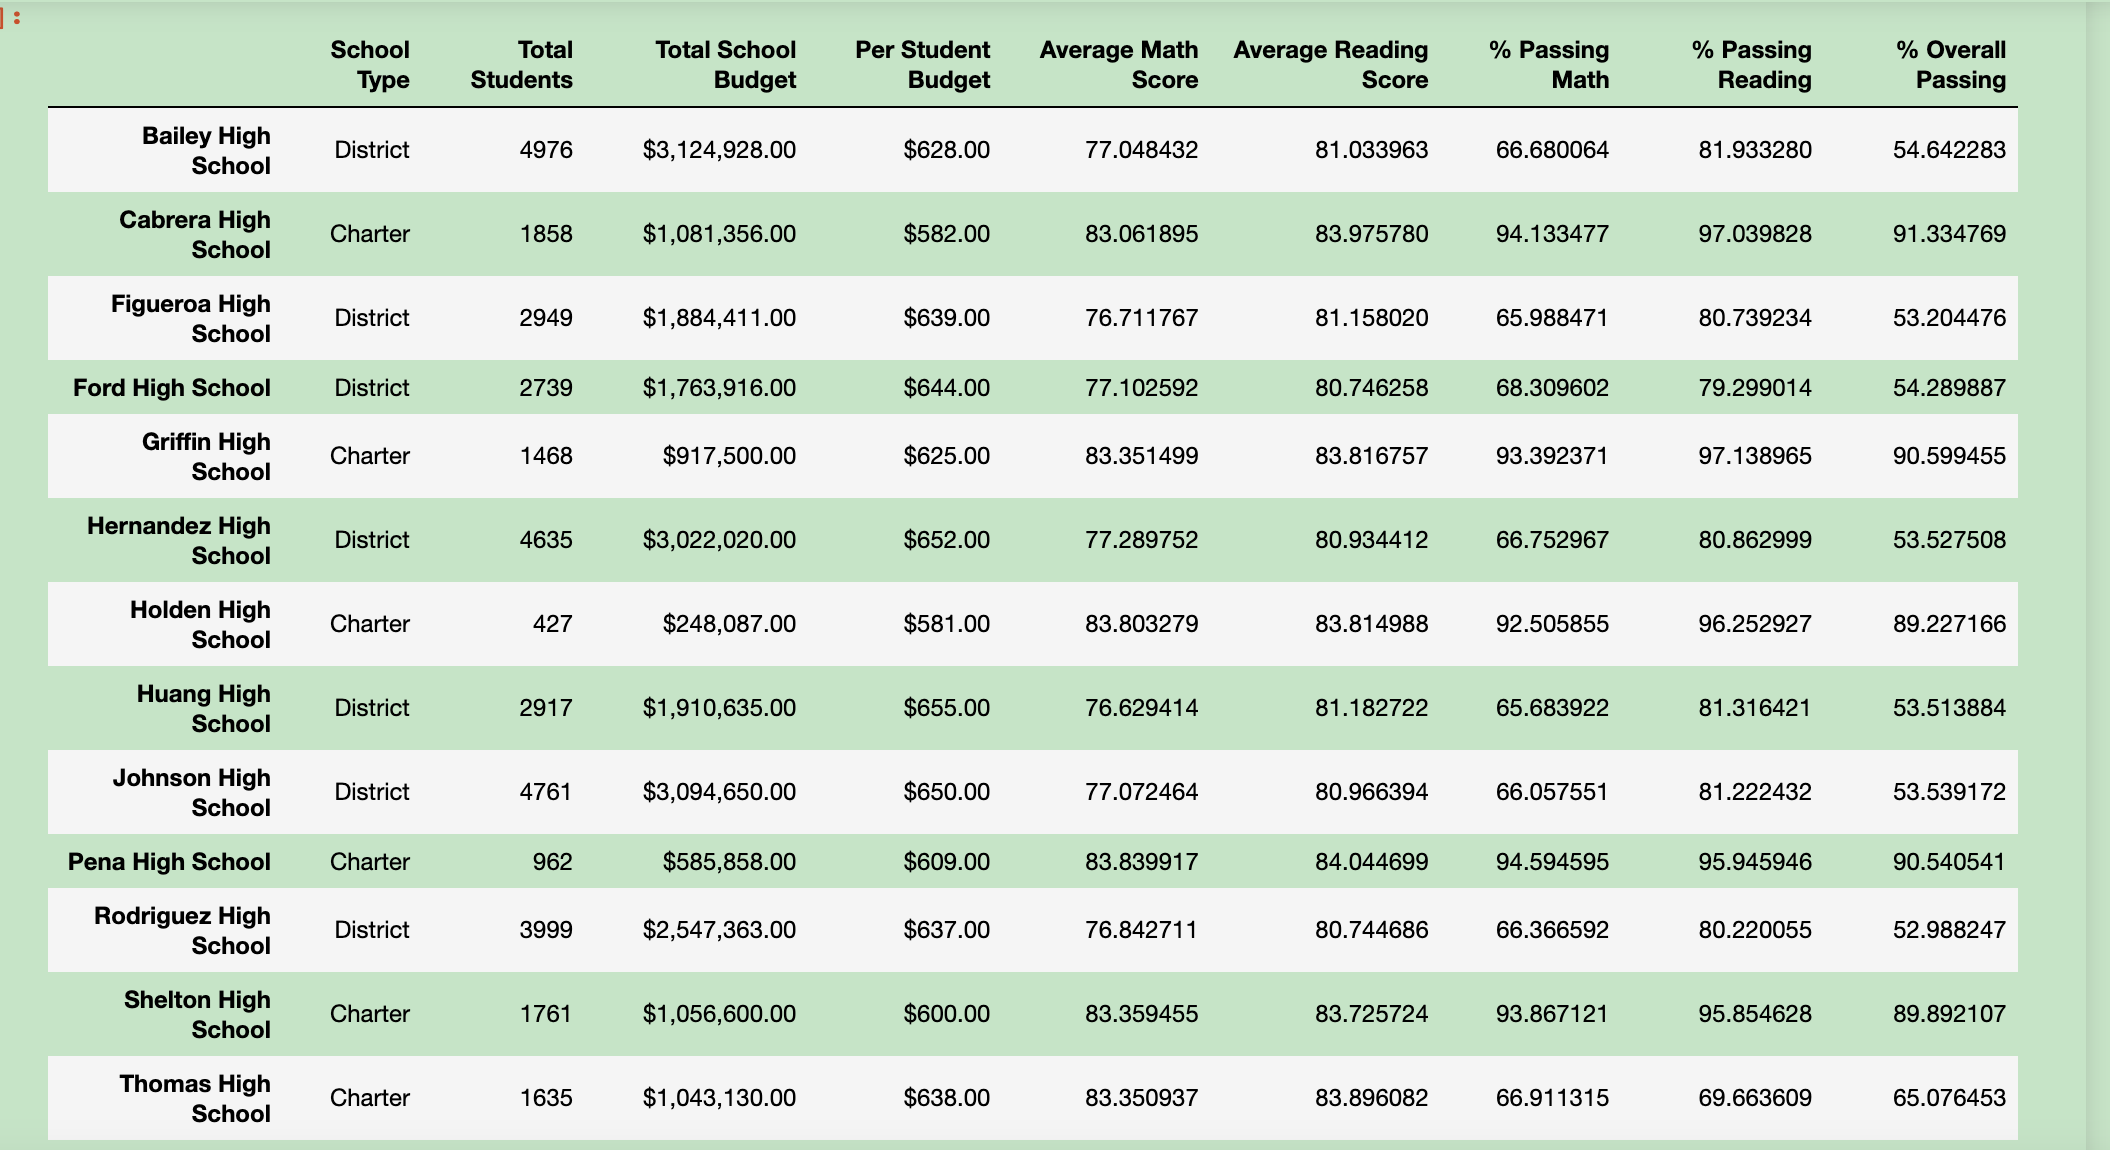 ]:
School Type Total Students Total School Budget Per Student Budget Average Math Score Average Reading Score % Passing Math % Passing Reading % Overall Passing
Bailey High School District 4976 $3,124,928.00 $628.00 77.048432 81.033963 66.680064 81.933280 54.642283
Cabrera High School Charter 1858 $1,081,356.00 $582.00 83.061895 83.975780 94.133477 97.039828 91.334769
Figueroa High School District 2949 $1,884,411.00 $639.00 76.711767 81.158020 65.988471 80.739234 53.204476
Ford High School District 2739 $1,763,916.00 $644.00 77.102592 80.746258 68.309602 79.299014 54.289887
Griffin High School Charter 1468 $917,500.00 $625.00 83.351499 83.816757 93.392371 97.138965 90.599455
Hernandez High School District 4635 $3,022,020.00 $652.00 77.289752 80.934412 66.752967 80.862999 53.527508
Holden High School Charter 427 $248,087.00 $581.00 83.803279 83.814988 92.505855 96.252927 89.227166
Huang High School District 2917 $1,910,635.00 $655.00 76.629414 81.182722 65.683922 81.316421 53.513884
Johnson High School District 4761 $3,094,650.00 $650.00 77.072464 80.966394 66.057551 81.222432 53.539172
Pena High School Charter 962 $585,858.00 $609.00 83.839917 84.044699 94.594595 95.945946 90.540541
Rodriguez High School District 3999 $2,547,363.00 $637.00 76.842711 80.744686 66.366592 80.220055 52.988247
Shelton High School Charter 1761 $1,056,600.00 $600.00 83.359455 83.725724 93.867121 95.854628 89.892107
Thomas High School Charter 1635 $1,043,130.00 $638.00 83.350937 83.896082 66.911315 69.663609 65.076453